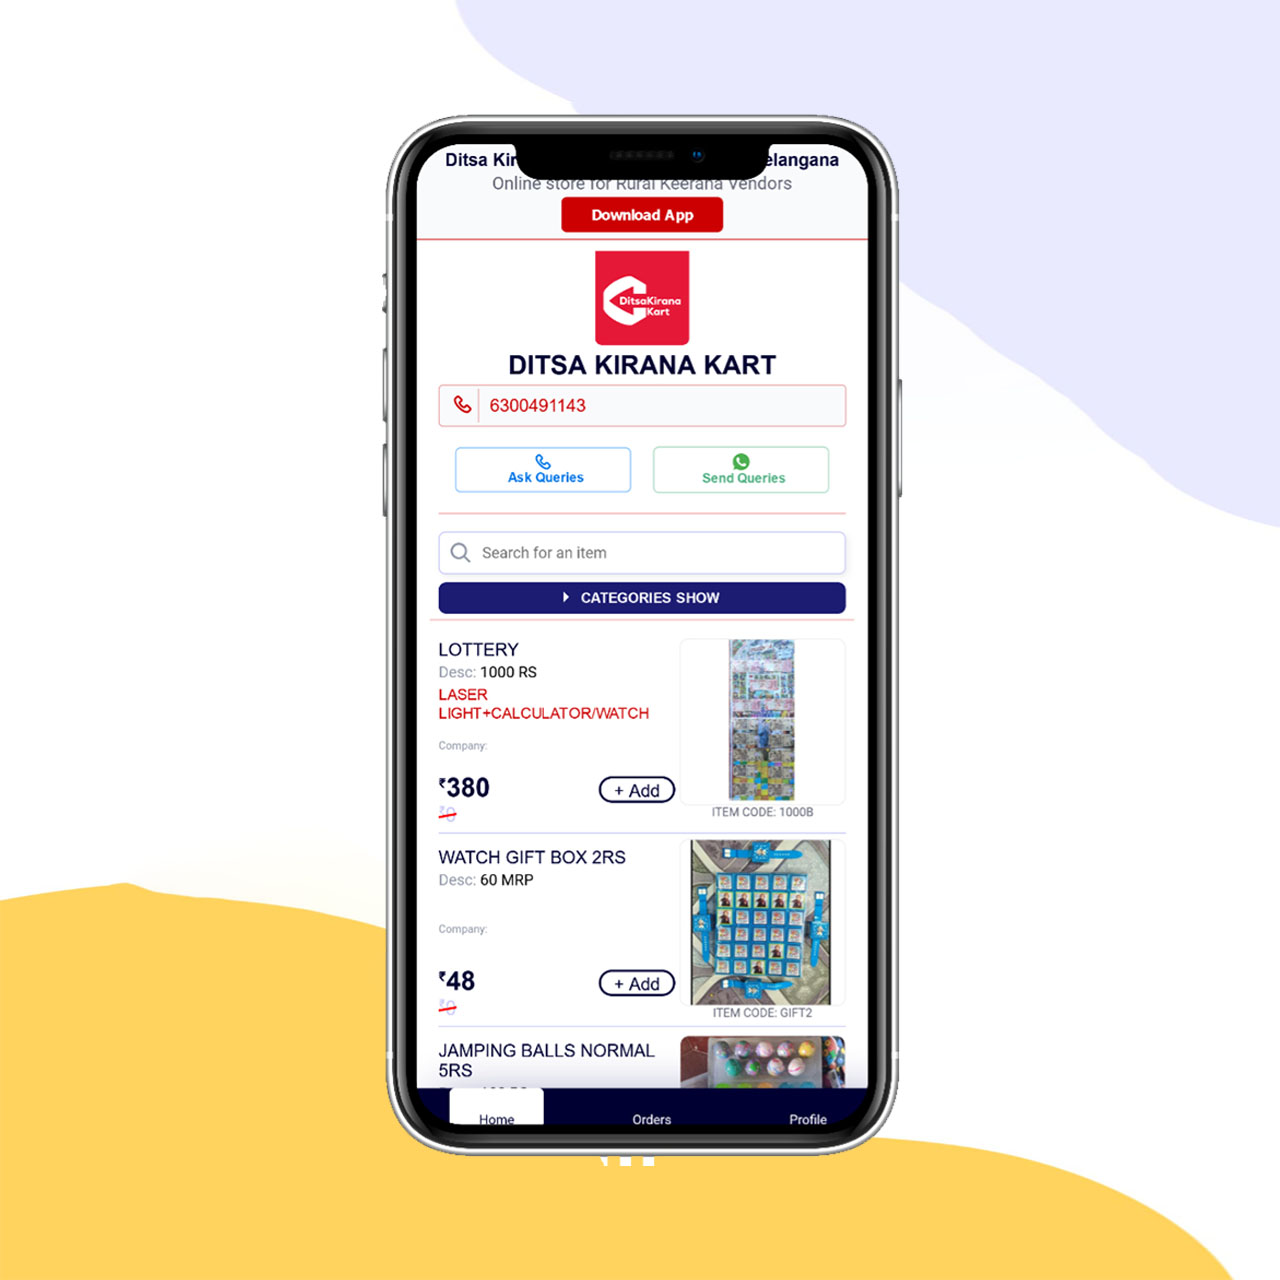 Ditsa Kir elangana
Online store for Rural Keerana Vendors
Download App
DitsaKirana
Kart
DITSA KIRANA KART
6300491143
Ask Queries
Send Queries
Search for an item
CATEGORIES SHOW
LOTTERY
Desc: 1000 RS
LASER
LIGHT+CALCULATOR/WATCH
Company:
₹380
+ Add
₹0
ITEM CODE: 1000B
WATCH GIFT BOX 2RS
Desc: 60 MRP
Company:
₹48
+ Add
₹0
ITEM CODE: GIFT2
JAMPING BALLS NORMAL
5RS
Home
Orders
Profile